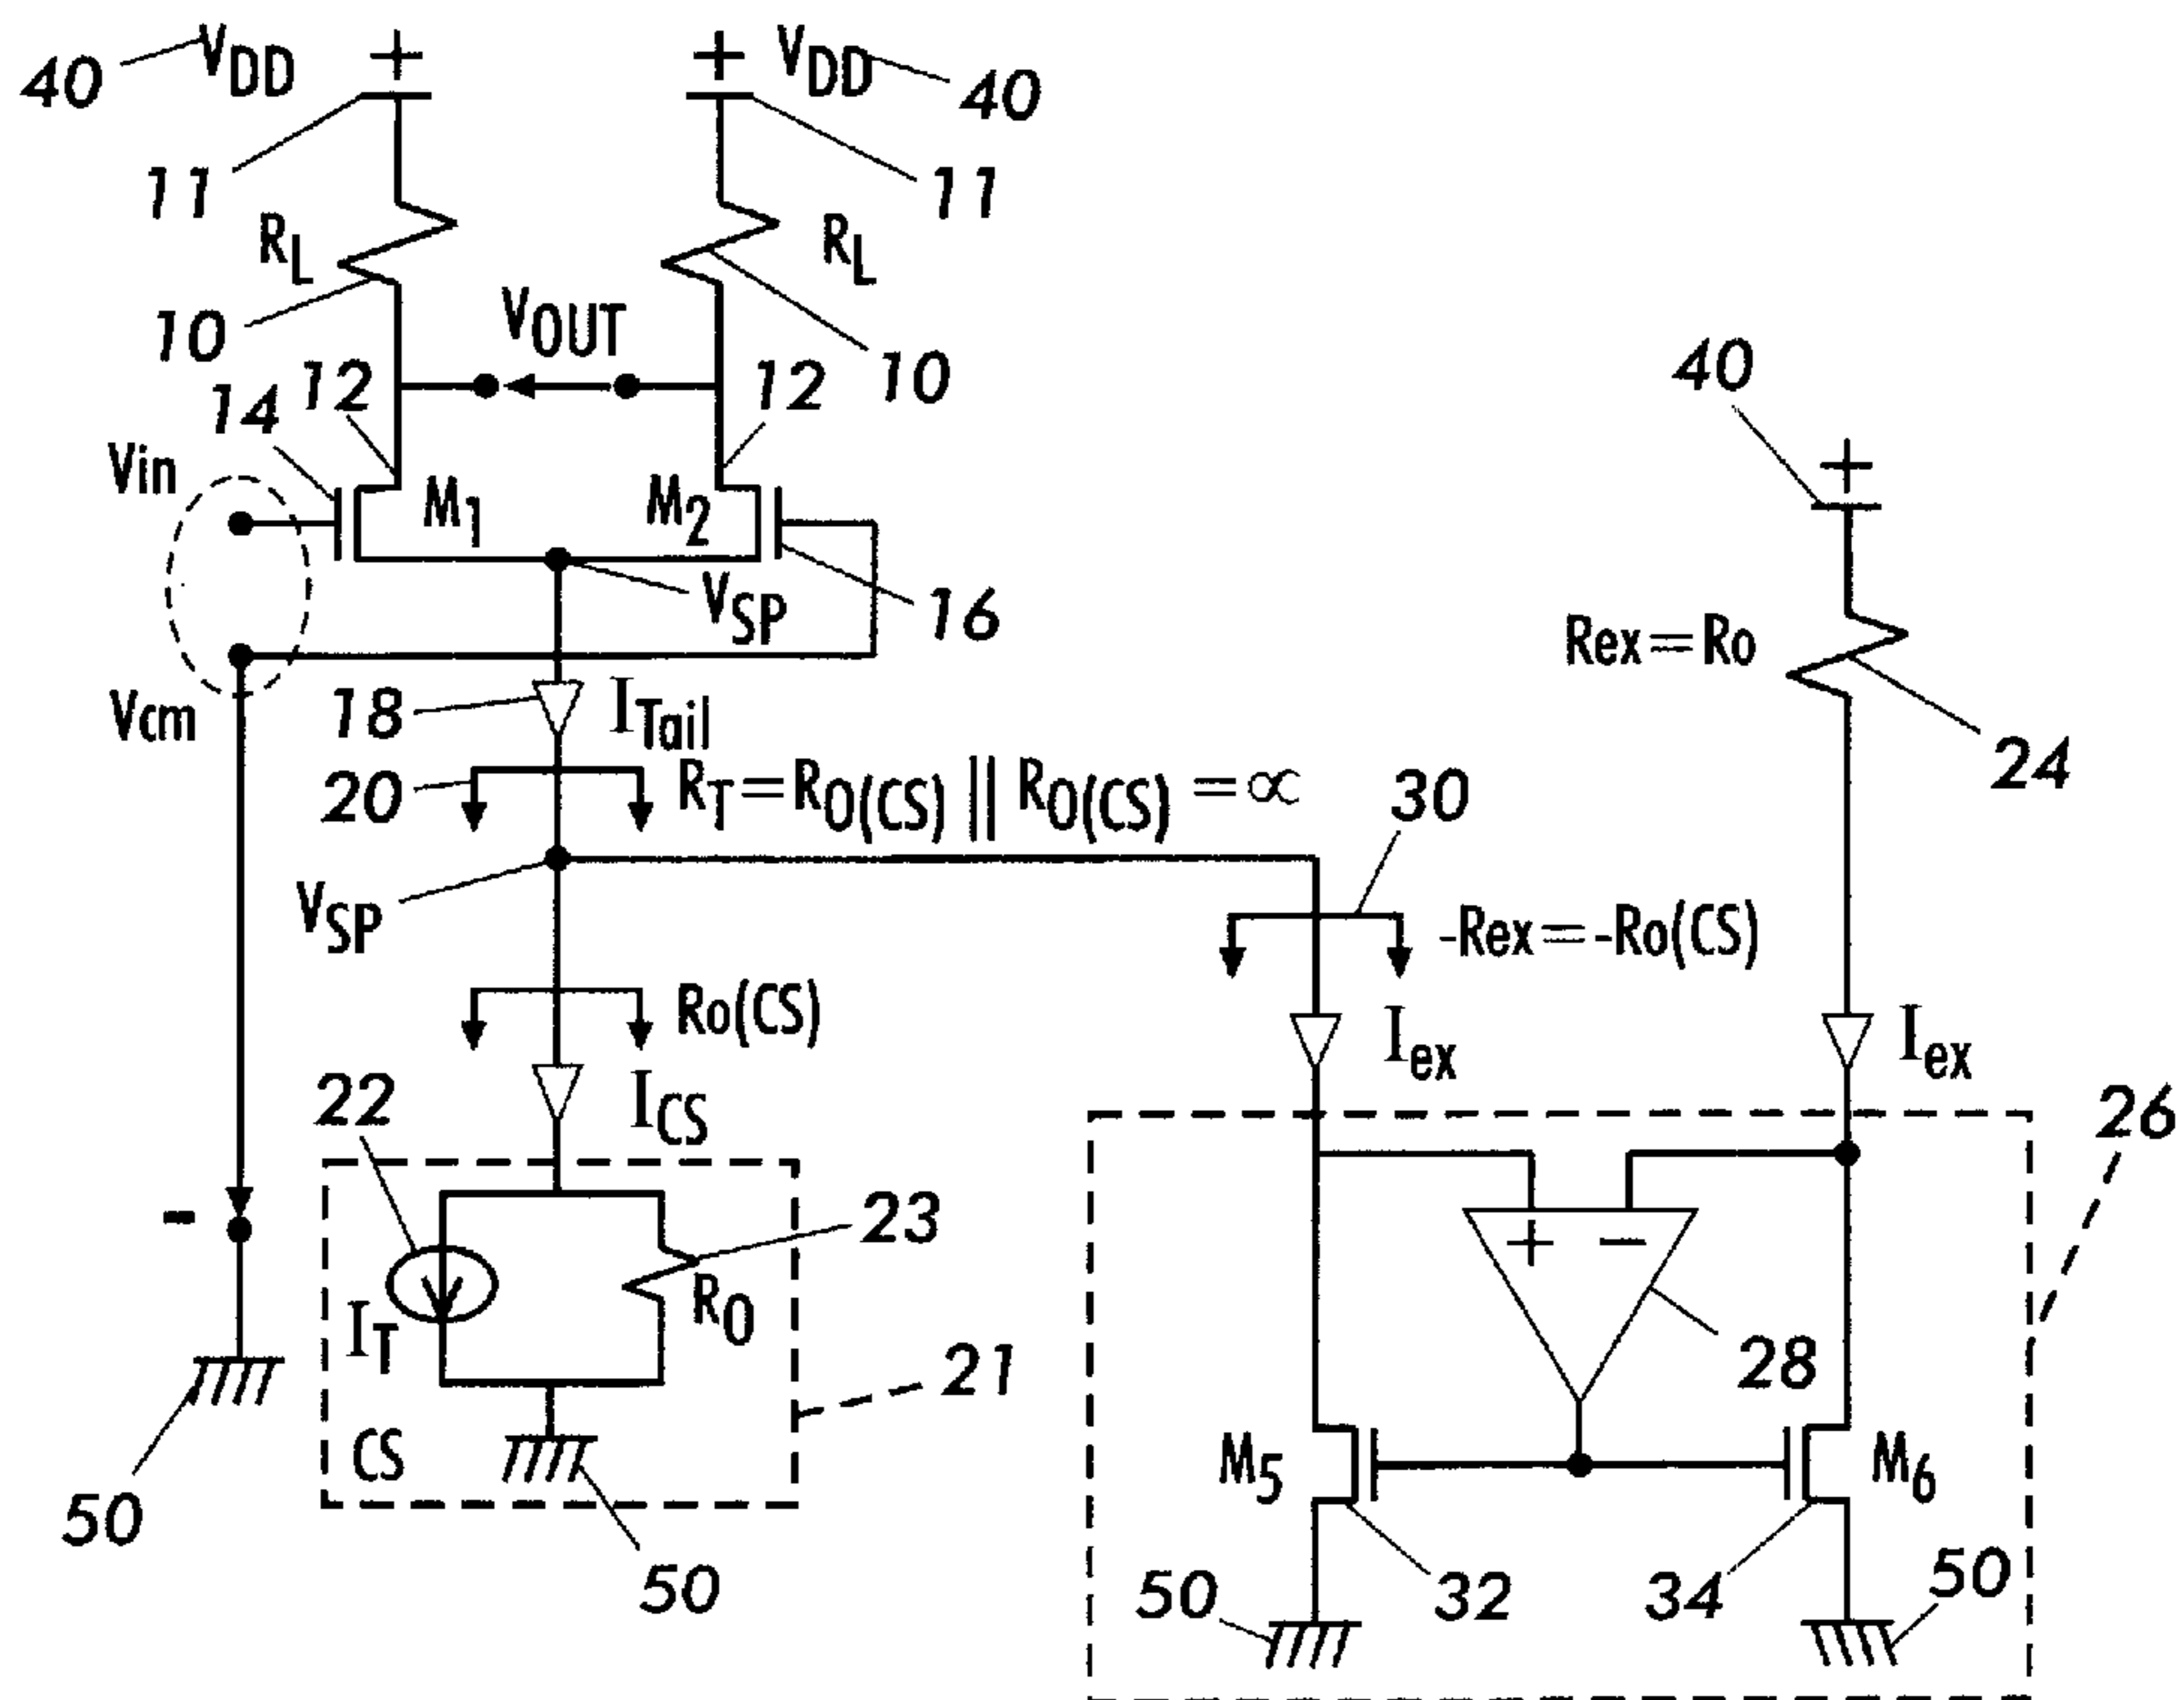 40 VDD + + VDD 40
11 11
RL RL
10 VOUT 10
14 12 12
Vin M1 M2
VSP 16
Vcm
18 ITail
20 RT=RO(CS) || RO(CS) =∝
VSP
Ro(CS)
22 ICS
-
23
IT RO
21
CS
50 50
40
+
Rex=Ro
24
30
-Rex=-Ro(CS)
Iex Iex
26
+ -
28
M5 M6
50 32 34 50